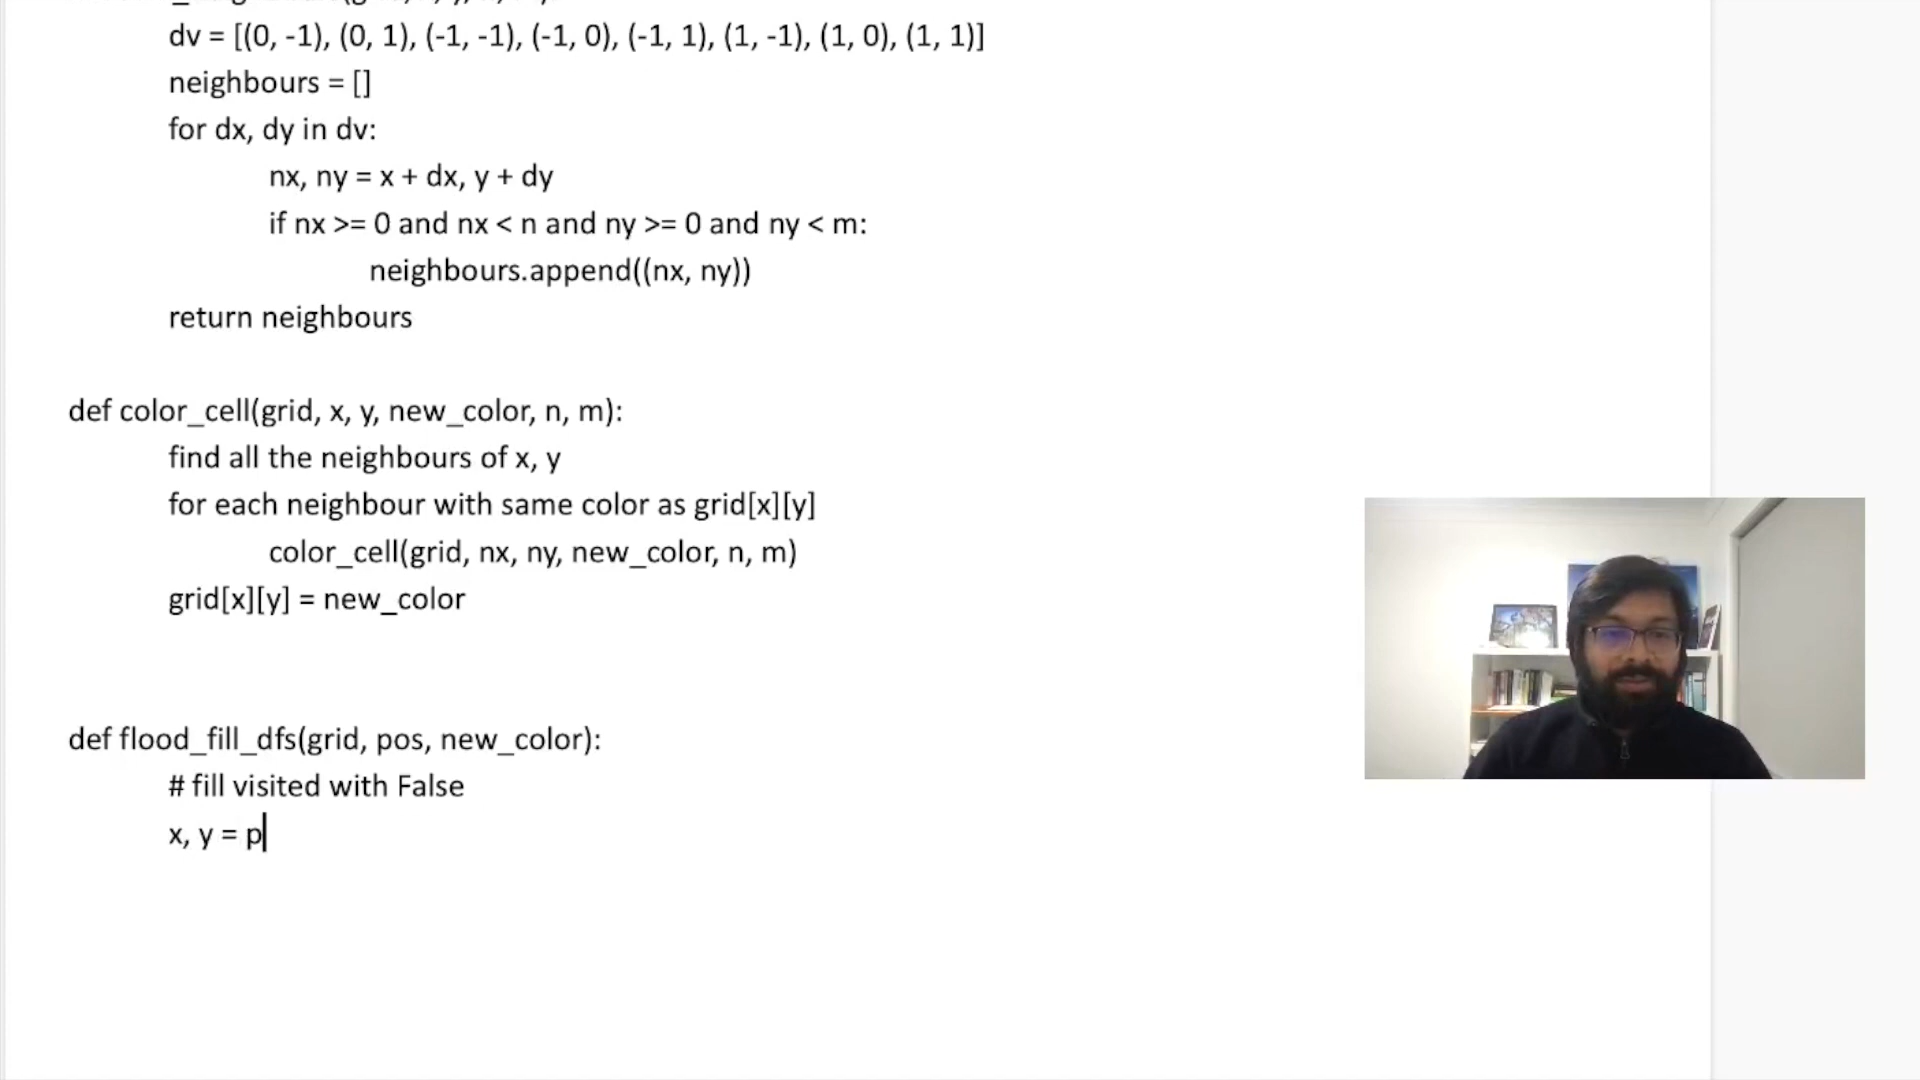 dv = [(0, -1), (0, 1), (-1, -1), (-1, 0), (-1, 1), (1, -1), (1, 0), (1, 1)]
neighbours = []
for dx, dy in dv:
nx, ny = x + dx, y + dy
if nx >= 0 and nx < n and ny >= 0 and ny < m:
neighbours.append((nx, ny))
return neighbours
def color_cell(grid, x, y, new_color, n, m):
find all the neighbours of x, y
for each neighbour with same color as grid[x][y]
color_cell(grid, nx, ny, new_color, n, m)
grid[x][y] = new_color
def flood_fill_dfs(grid, pos, new_color):
# fill visited with False
x, y = p